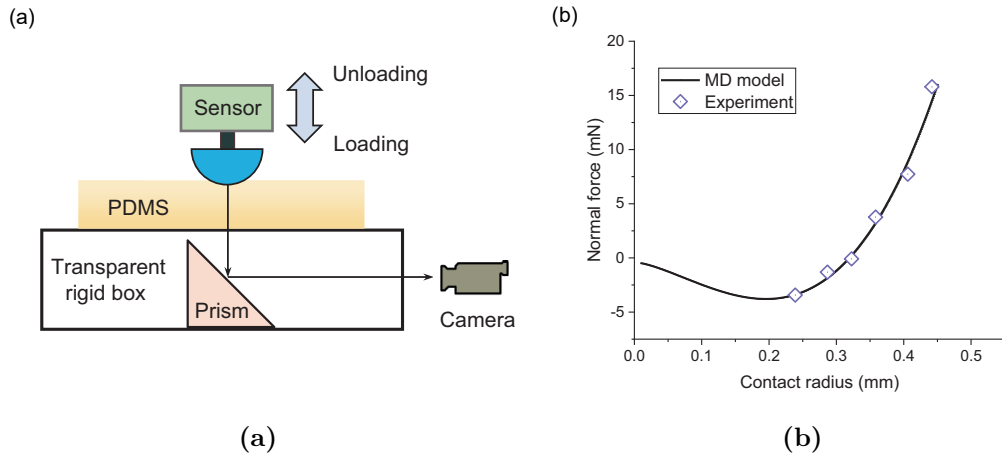 (a)
Unloading
Sensor
Loading
PDMS
Transparent
rigid box
Prism
Camera
(a)
(b)
20
15
10
5
0
-5
MD model
Experiment
Normal force (mN)
0.0 0.1 0.2 0.3 0.4 0.5
Contact radius (mm)
(b)